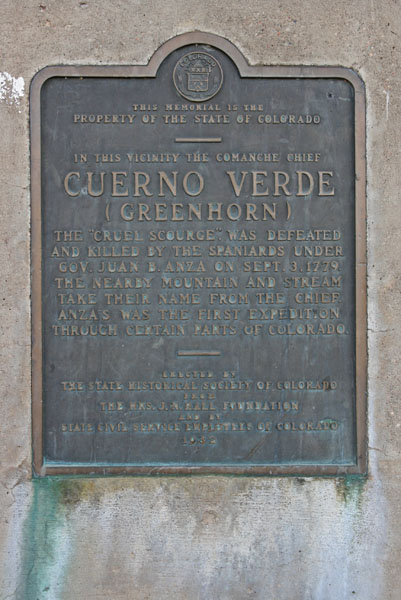 THIS MEMORIAL IS THE
PROPERTY OF THE STATE OF COLORADO
IN THIS VICINITY THE COMANCHE CHIEF
CUERNO VERDE
(GREENHORN)
THE "CRUEL SCOURGE", WAS DEFEATED
AND KILLED BY THE SPANIARDS UNDER
GOV. JUAN B. ANZA ON SEPT. 3, 1779.
THE NEARBY MOUNTAIN AND STREAM
TAKE THEIR NAME FROM THE CHIEF.
ANZA'S WAS THE FIRST EXPEDITION
THROUGH CERTAIN PARTS OF COLORADO.
ERECTED BY
THE STATE HISTORICAL SOCIETY OF COLORADO
FROM
THE MRS. J. N. HALL FOUNDATION
AND BY
STATE CIVIL SERVICE EMPLOYEES OF COLORADO